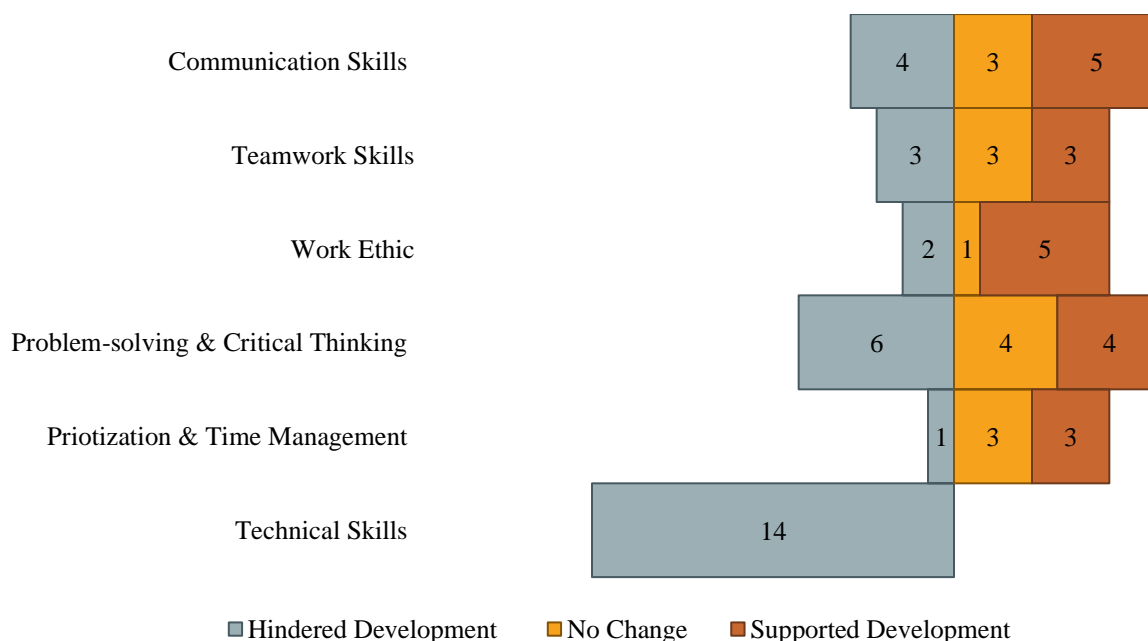 Communication Skills 4 3 5
Teamwork Skills 3 3 3
Work Ethic 2 1 5
Problem-solving & Critical Thinking 6 4 4
Priotization & Time Management 1 3 3
Technical Skills 14
Hindered Development No Change Supported Development